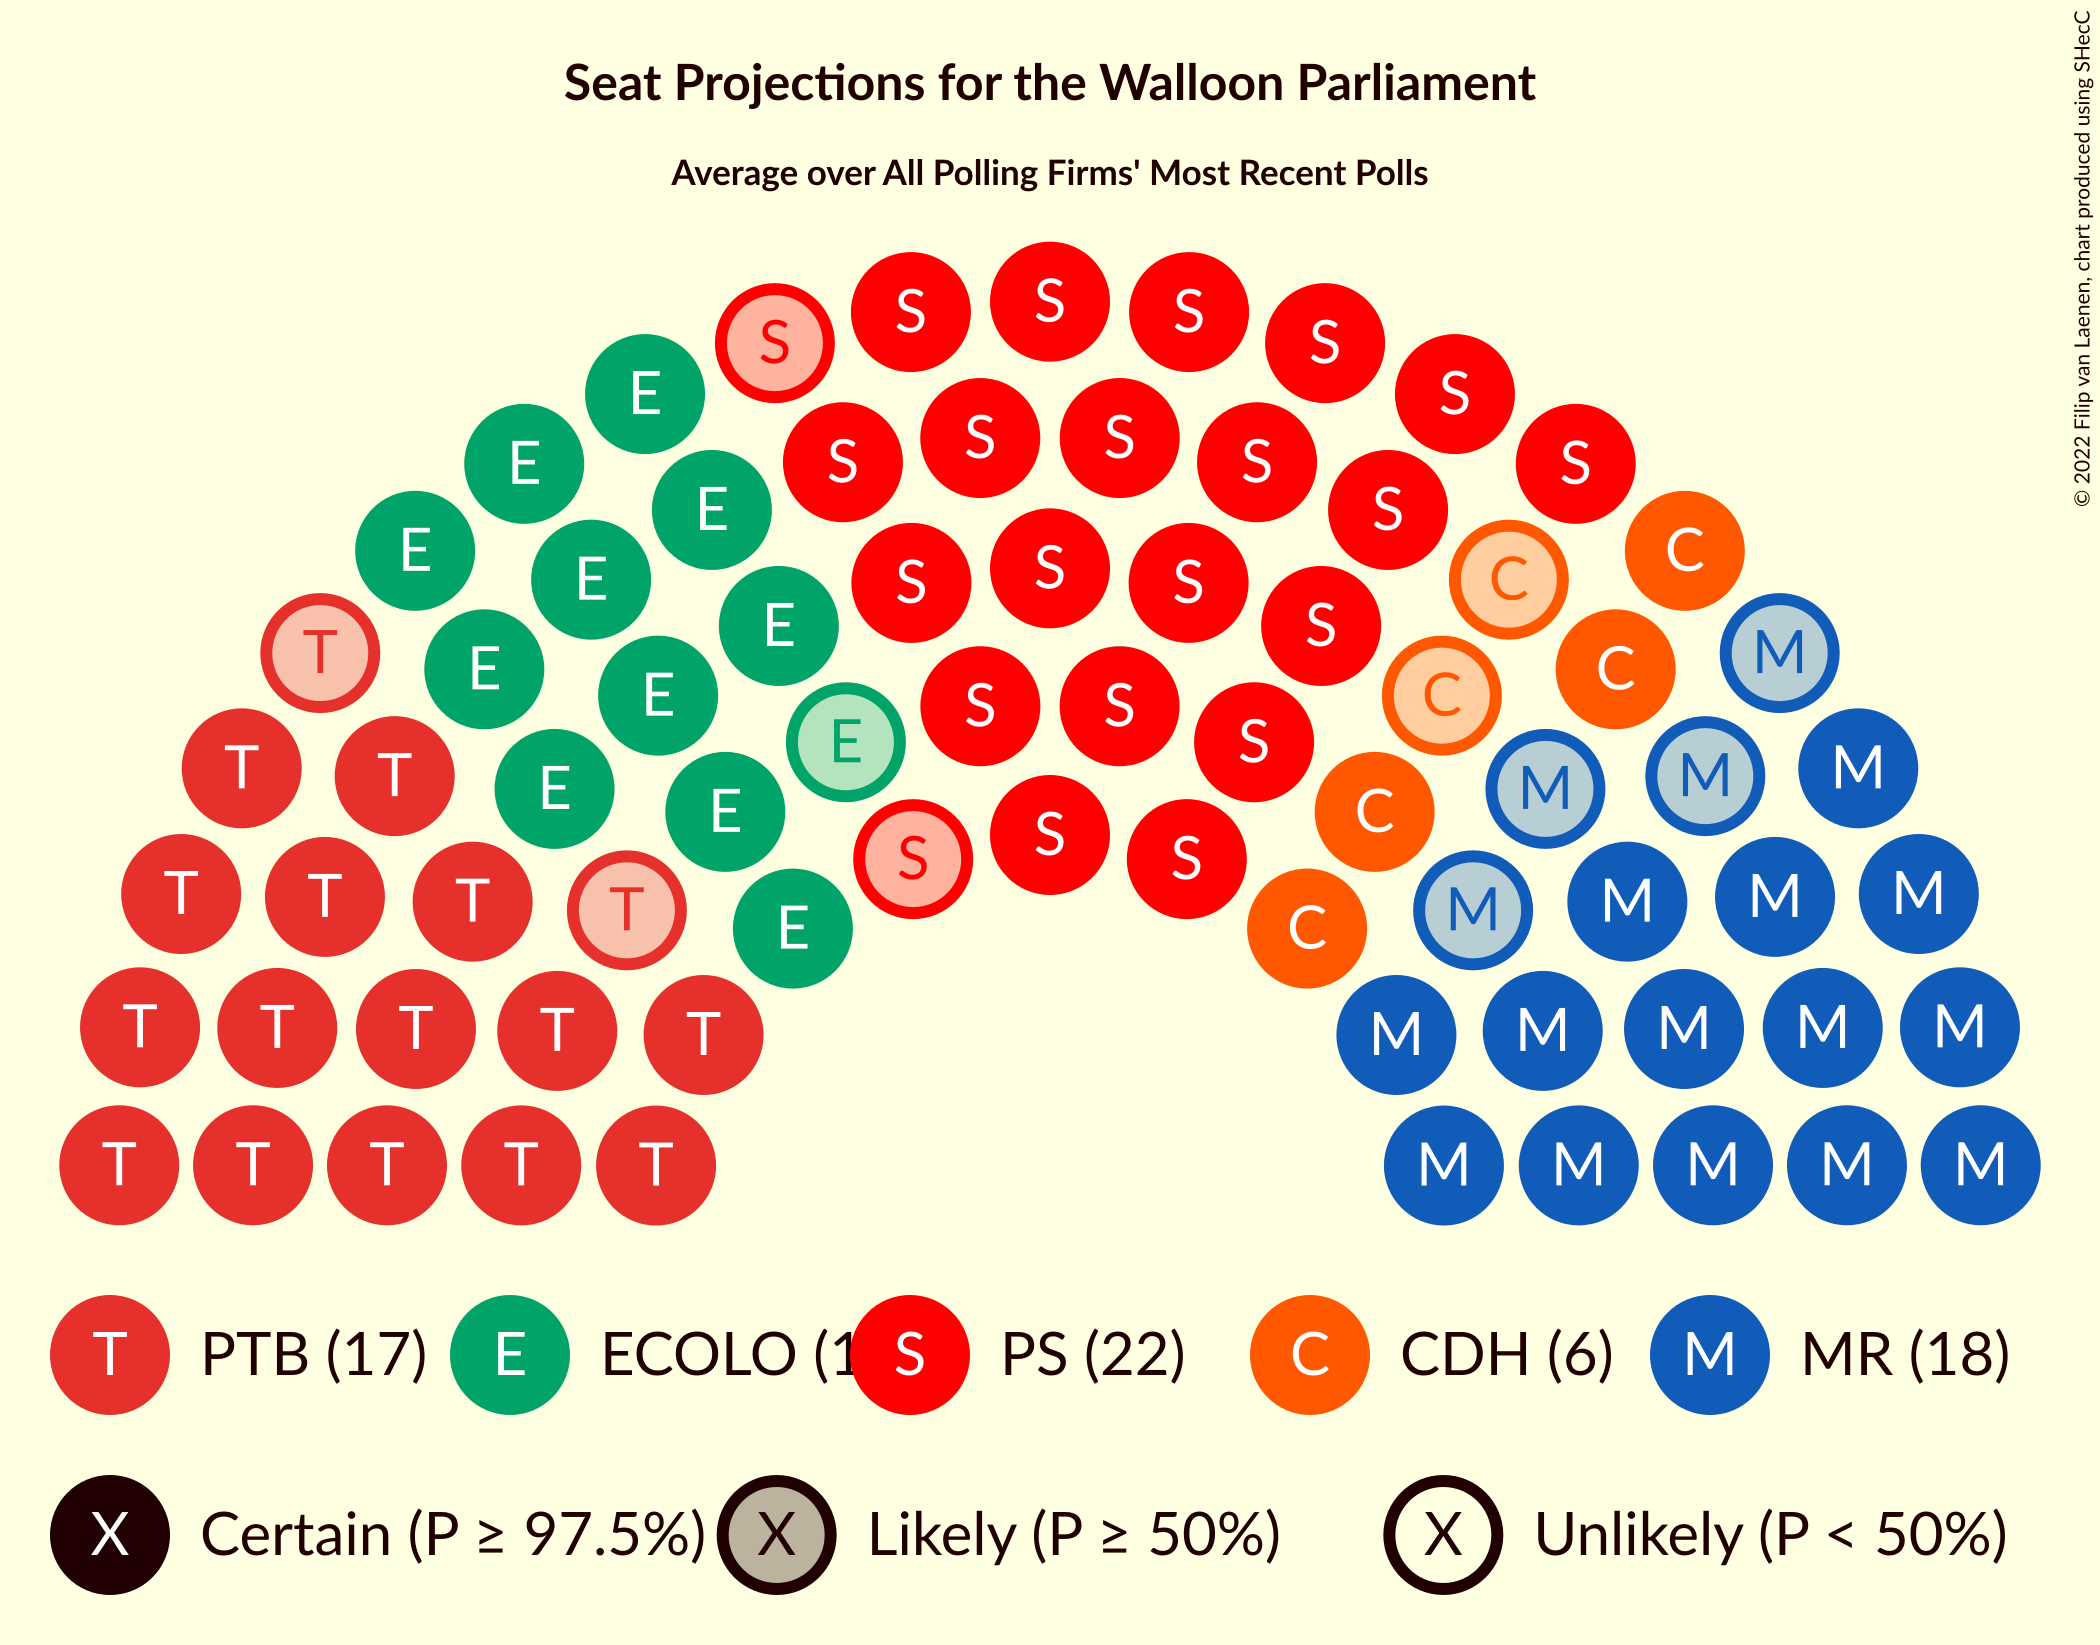 Seat Projections for the Walloon Parliament
Average over All Polling Firms' Most Recent Polls
© 2022 Filip van Laenen, chart produced using SHecC
S S S S S
S E S
E S S S S S
E E S
E S S S C C
T E E S C M
E E S S C C
T T E E S M M M
T T T E S S S C M M M
T T E C M M
T T T T T M M M M M
T T T T T M M M M M
T PTB (17) E ECOLO (1 S PS (22) C CDH (6) M MR (18)
X Certain (P ≥ 97.5%) X Likely (P ≥ 50%) X Unlikely (P < 50%)